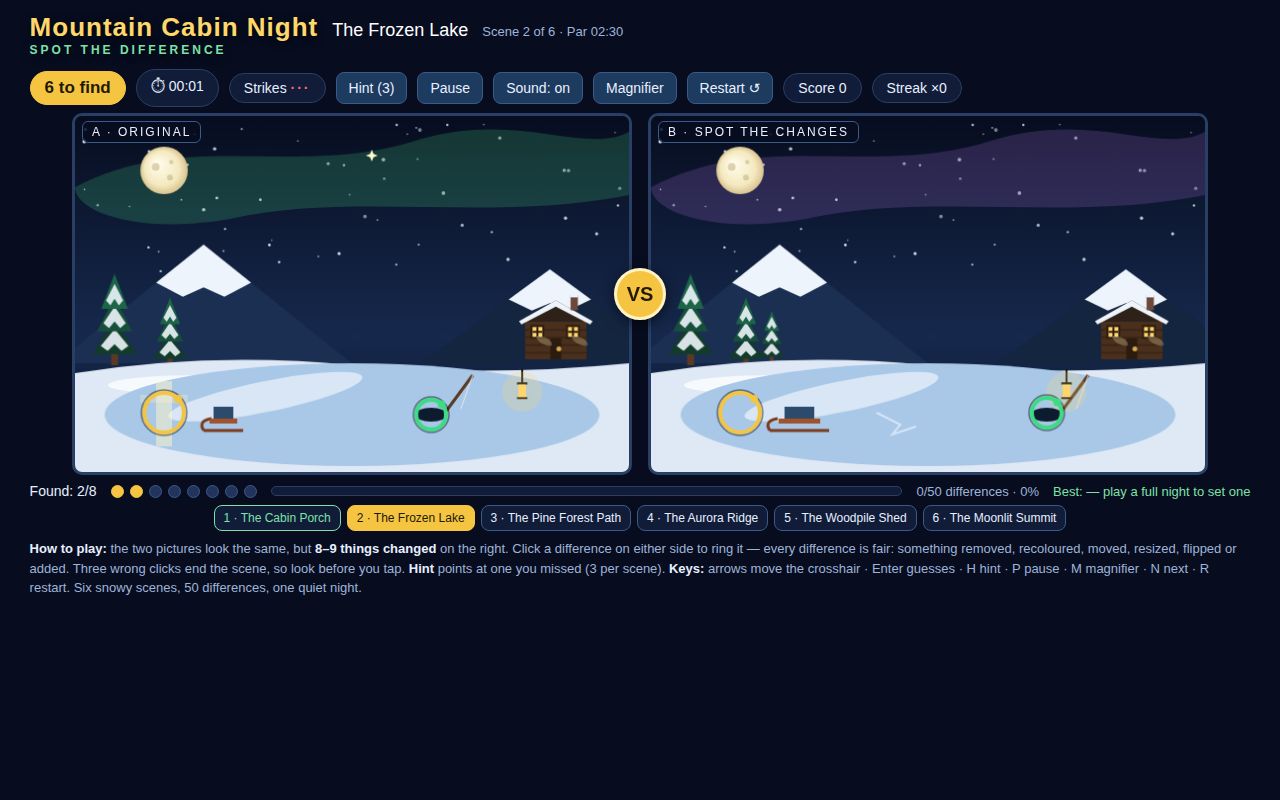 Mountain Cabin Night The Frozen Lake Scene 2 of 6 · Par 02:30
SPOT THE DIFFERENCE
6 to find ⏱ 00:01 Strikes ··· Hint (3) Pause Sound: on Magnifier Restart ↺ Score 0 Streak ×0
A · ORIGINAL
B · SPOT THE CHANGES
VS
Found: 2/8 0/50 differences · 0% Best: — play a full night to set one
1 · The Cabin Porch 2 · The Frozen Lake 3 · The Pine Forest Path 4 · The Aurora Ridge 5 · The Woodpile Shed 6 · The Moonlit Summit
How to play: the two pictures look the same, but 8–9 things changed on the right. Click a difference on either side to ring it — every difference is fair: something removed, recoloured, moved, resized, flipped or
added. Three wrong clicks end the scene, so look before you tap. Hint points at one you missed (3 per scene). Keys: arrows move the crosshair · Enter guesses · H hint · P pause · M magnifier · N next · R
restart. Six snowy scenes, 50 differences, one quiet night.